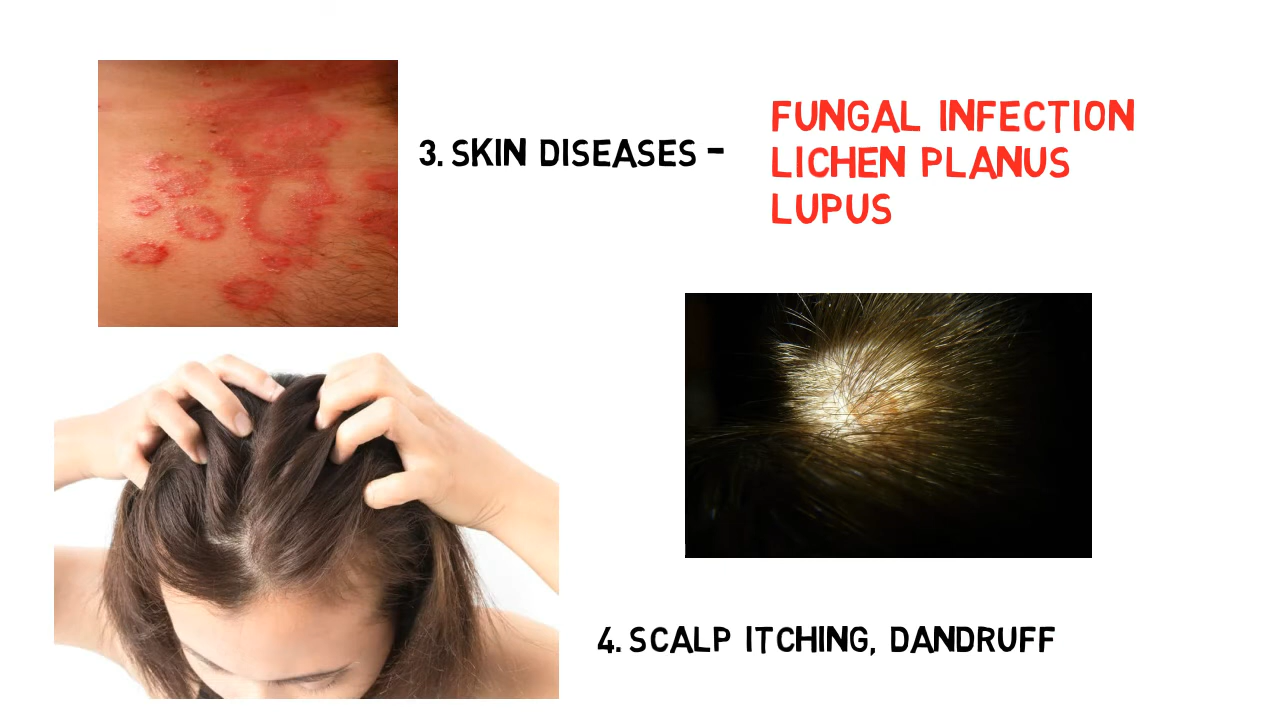 3. SKIN DISEASES -
FUNGAL INFECTION
LICHEN PLANUS
LUPUS
4. SCALP ITCHING, DANDRUFF